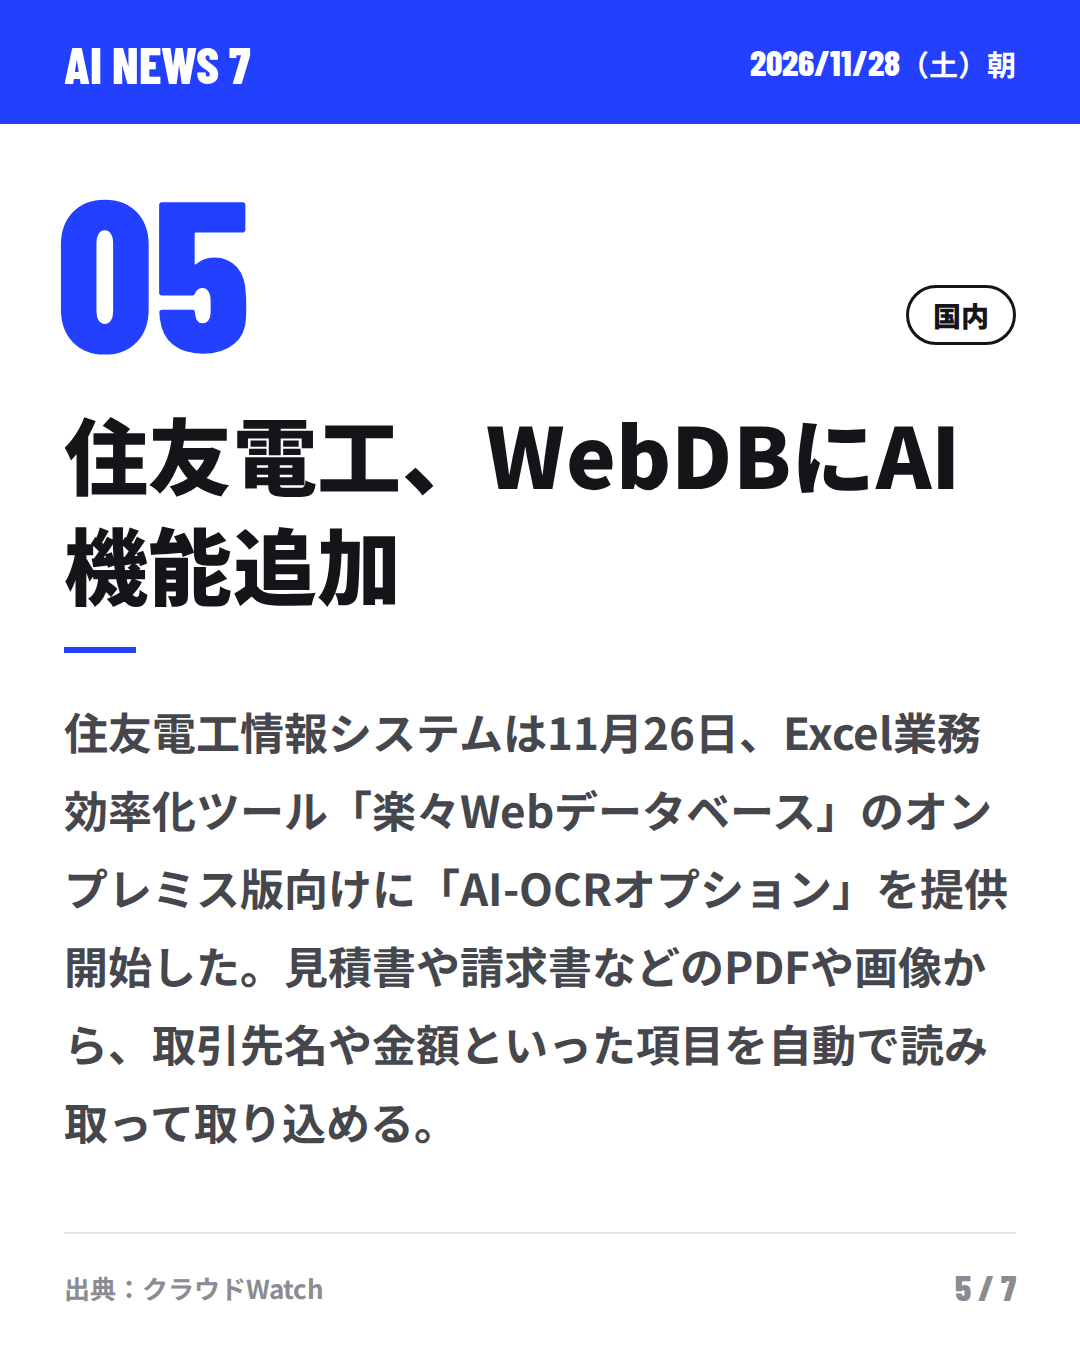 AI NEWS 7
2026/11/28（土）朝
05
国内
住友電工、WebDBにAI
機能追加
住友電工情報システムは11月26日、Excel業務
効率化ツール「楽々Webデータベース」のオン
プレミス版向けに「AI-OCRオプション」を提供
開始した。見積書や請求書などのPDFや画像か
ら、取引先名や金額といった項目を自動で読み
取って取り込める。
出典：クラウドWatch
5 / 7